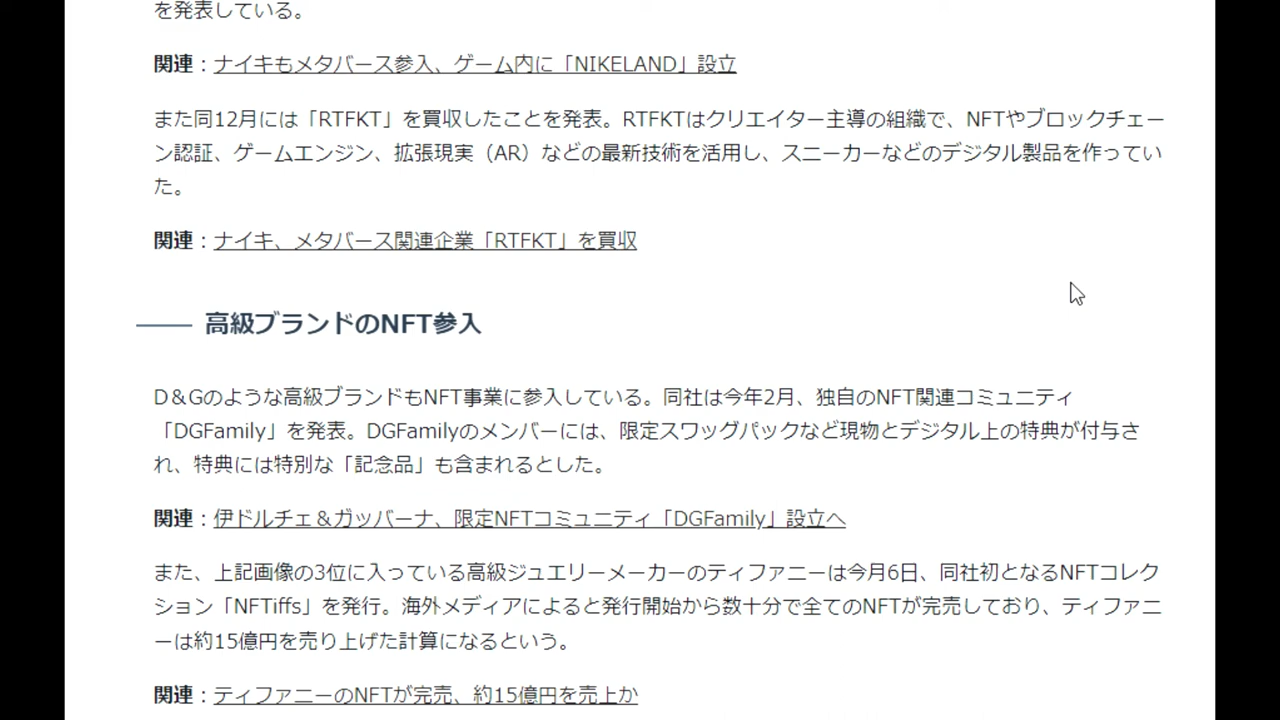 を発表している。
関連：ナイキもメタバース参入、ゲーム内に「NIKELAND」設立
また同12月には「RTFKT」を買収したことを発表。RTFKTはクリエイター主導の組織で、NFTやブロックチェー
ン認証、ゲームエンジン、拡張現実（AR）などの最新技術を活用し、スニーカーなどのデジタル製品を作ってい
た。
関連：ナイキ、メタバース関連企業「RTFKT」を買収
高級ブランドのNFT参入
D＆Gのような高級ブランドもNFT事業に参入している。同社は今年2月、独自のNFT関連コミュニティ
「DGFamily」を発表。DGFamilyのメンバーには、限定スワッグパックなど現物とデジタル上の特典が付与さ
れ、特典には特別な「記念品」も含まれるとした。
関連：伊ドルチェ＆ガッバーナ、限定NFTコミュニティ「DGFamily」設立へ
また、上記画像の3位に入っている高級ジュエリーメーカーのティファニーは今月6日、同社初となるNFTコレク
ション「NFTiffs」を発行。海外メディアによると発行開始から数十分で全てのNFTが完売しており、ティファニ
ーは約15億円を売り上げた計算になるという。
関連：ティファニーのNFTが完売、約15億円を売上か